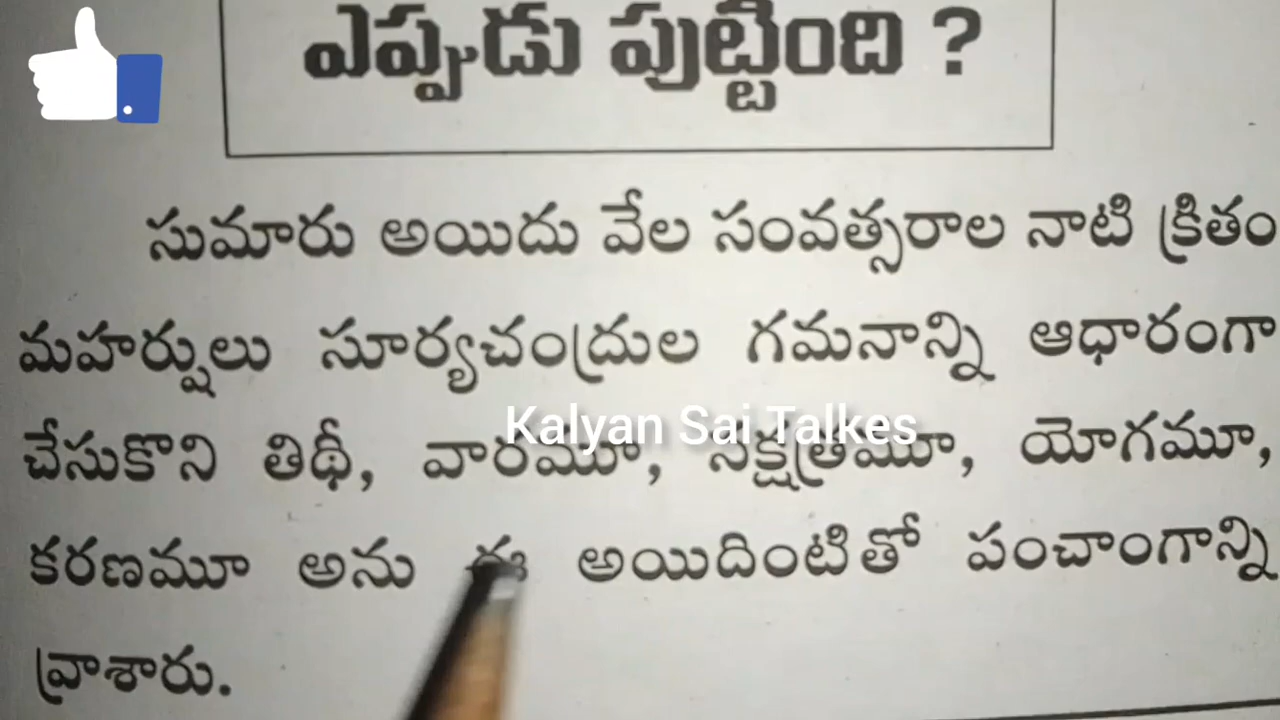 ఎప్పుడు పుట్టింది ?
సుమారు అయిదు వేల సంవత్సరాల నాటి క్రితం
మహర్షులు సూర్యచంద్రుల గమనాన్ని ఆధారంగా
Kalyan Sai Talkes
చేసుకొని తిథీ, వారమూ, నక్షత్రమూ, యోగమూ,
కరణమూ అను ఈ అయిదింటితో పంచాంగాన్ని
వ్రాశారు.